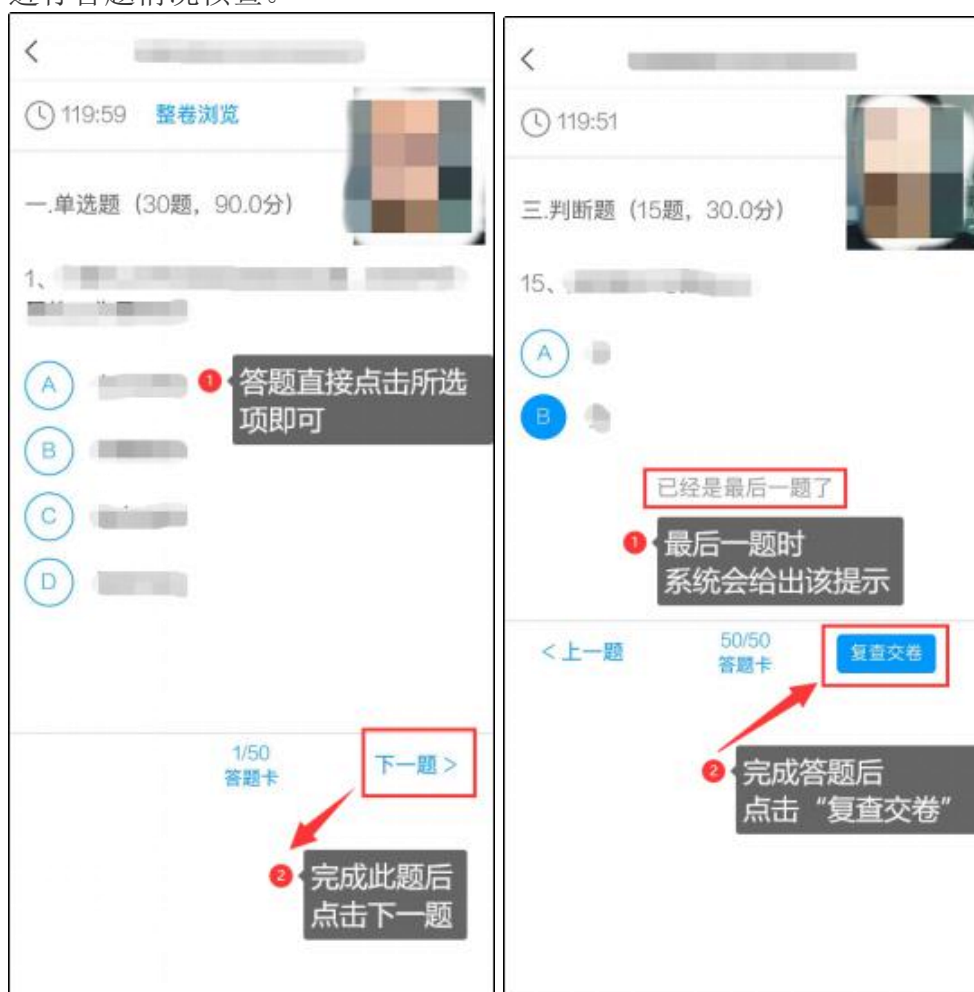 进行答题情况核查。
119:59 整卷浏览
一.单选题（30题，90.0分）
1、
A
❶ 答题直接点击所选
项即可
B
C
D
1/50
答题卡
下一题 >
❷ 完成此题后
点击下一题
119:51
三.判断题（15题，30.0分）
15、
A
B
已经是最后一题了
❶ 最后一题时
系统会给出该提示
< 上一题
50/50
答题卡
复查交卷
❷ 完成答题后
点击“复查交卷”